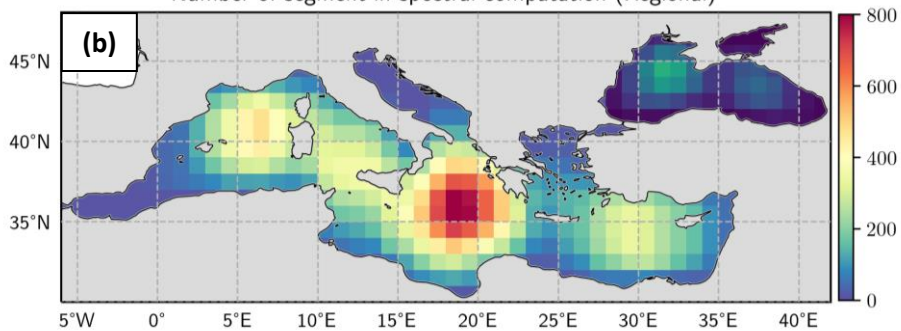 Number of segment in spectral computation (Regional)
(b)
45°N
40°N
35°N
5°W 0° 5°E 10°E 15°E 20°E 25°E 30°E 35°E 40°E
800
600
400
200
0